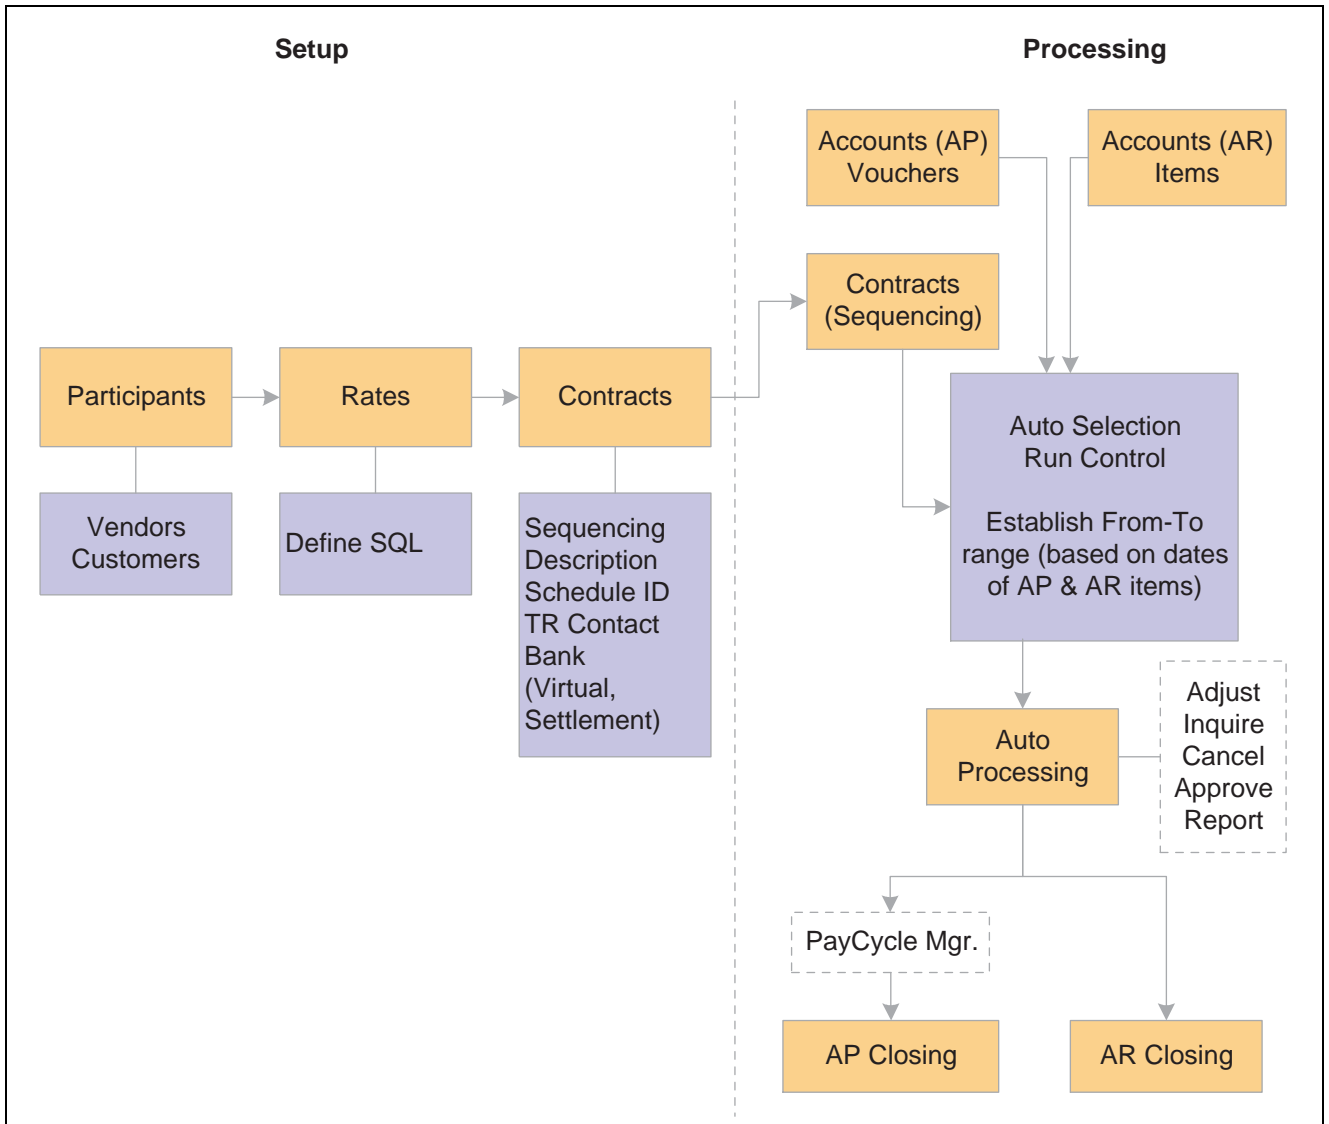 Setup
Processing
Accounts (AP)
Vouchers
Accounts (AR)
Items
Contracts
(Sequencing)
Participants
Rates
Contracts
Vendors
Customers
Define SQL
Sequencing
Description
Schedule ID
TR Contact
Bank
(Virtual,
Settlement)
Auto Selection
Run Control
Establish From-To
range (based on dates
of AP & AR items)
Auto
Processing
Adjust
Inquire
Cancel
Approve
Report
PayCycle Mgr.
AP Closing
AR Closing